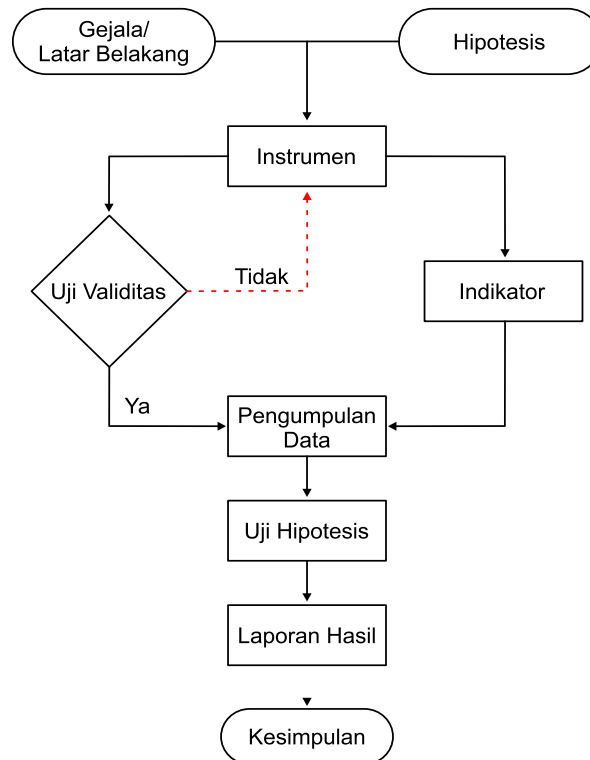 Gejala/
Latar Belakang
Hipotesis
Instrumen
Uji Validitas
Tidak
Indikator
Ya
Pengumpulan
Data
Uji Hipotesis
Laporan Hasil
Kesimpulan